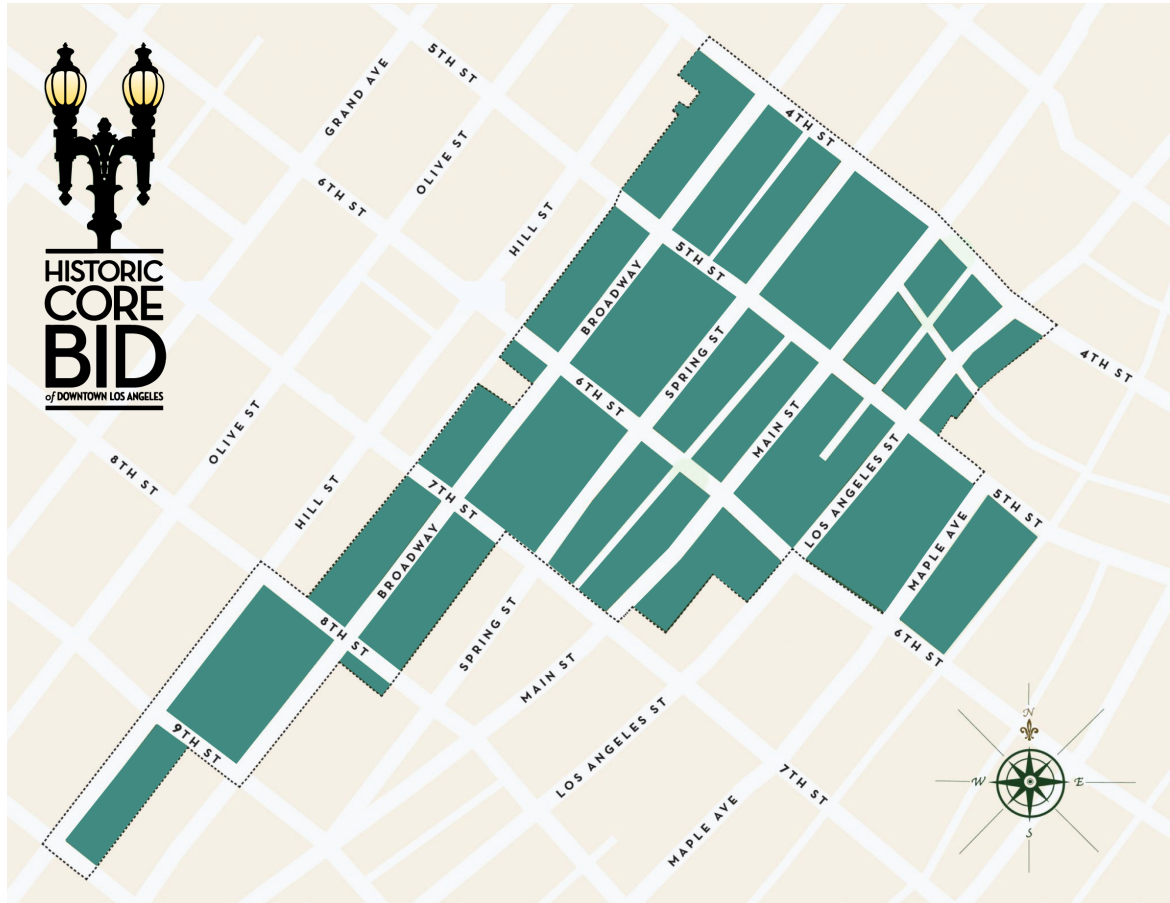 HISTORIC
CORE
BID
of DOWNTOWN LOS ANGELES
5TH ST
GRAND AVE
OLIVE ST
6TH ST
HILL ST
4TH ST
5TH ST
BROADWAY
SPRING ST
4TH ST
6TH ST
MAIN ST
OLIVE ST
8TH ST
HILL ST
7TH ST
LOS ANGELES ST
5TH ST
MAPLE AVE
BROADWAY
8TH ST
SPRING ST
MAIN ST
6TH ST
9TH ST
LOS ANGELES ST
7TH ST
MAPLE AVE
N
W
E
S